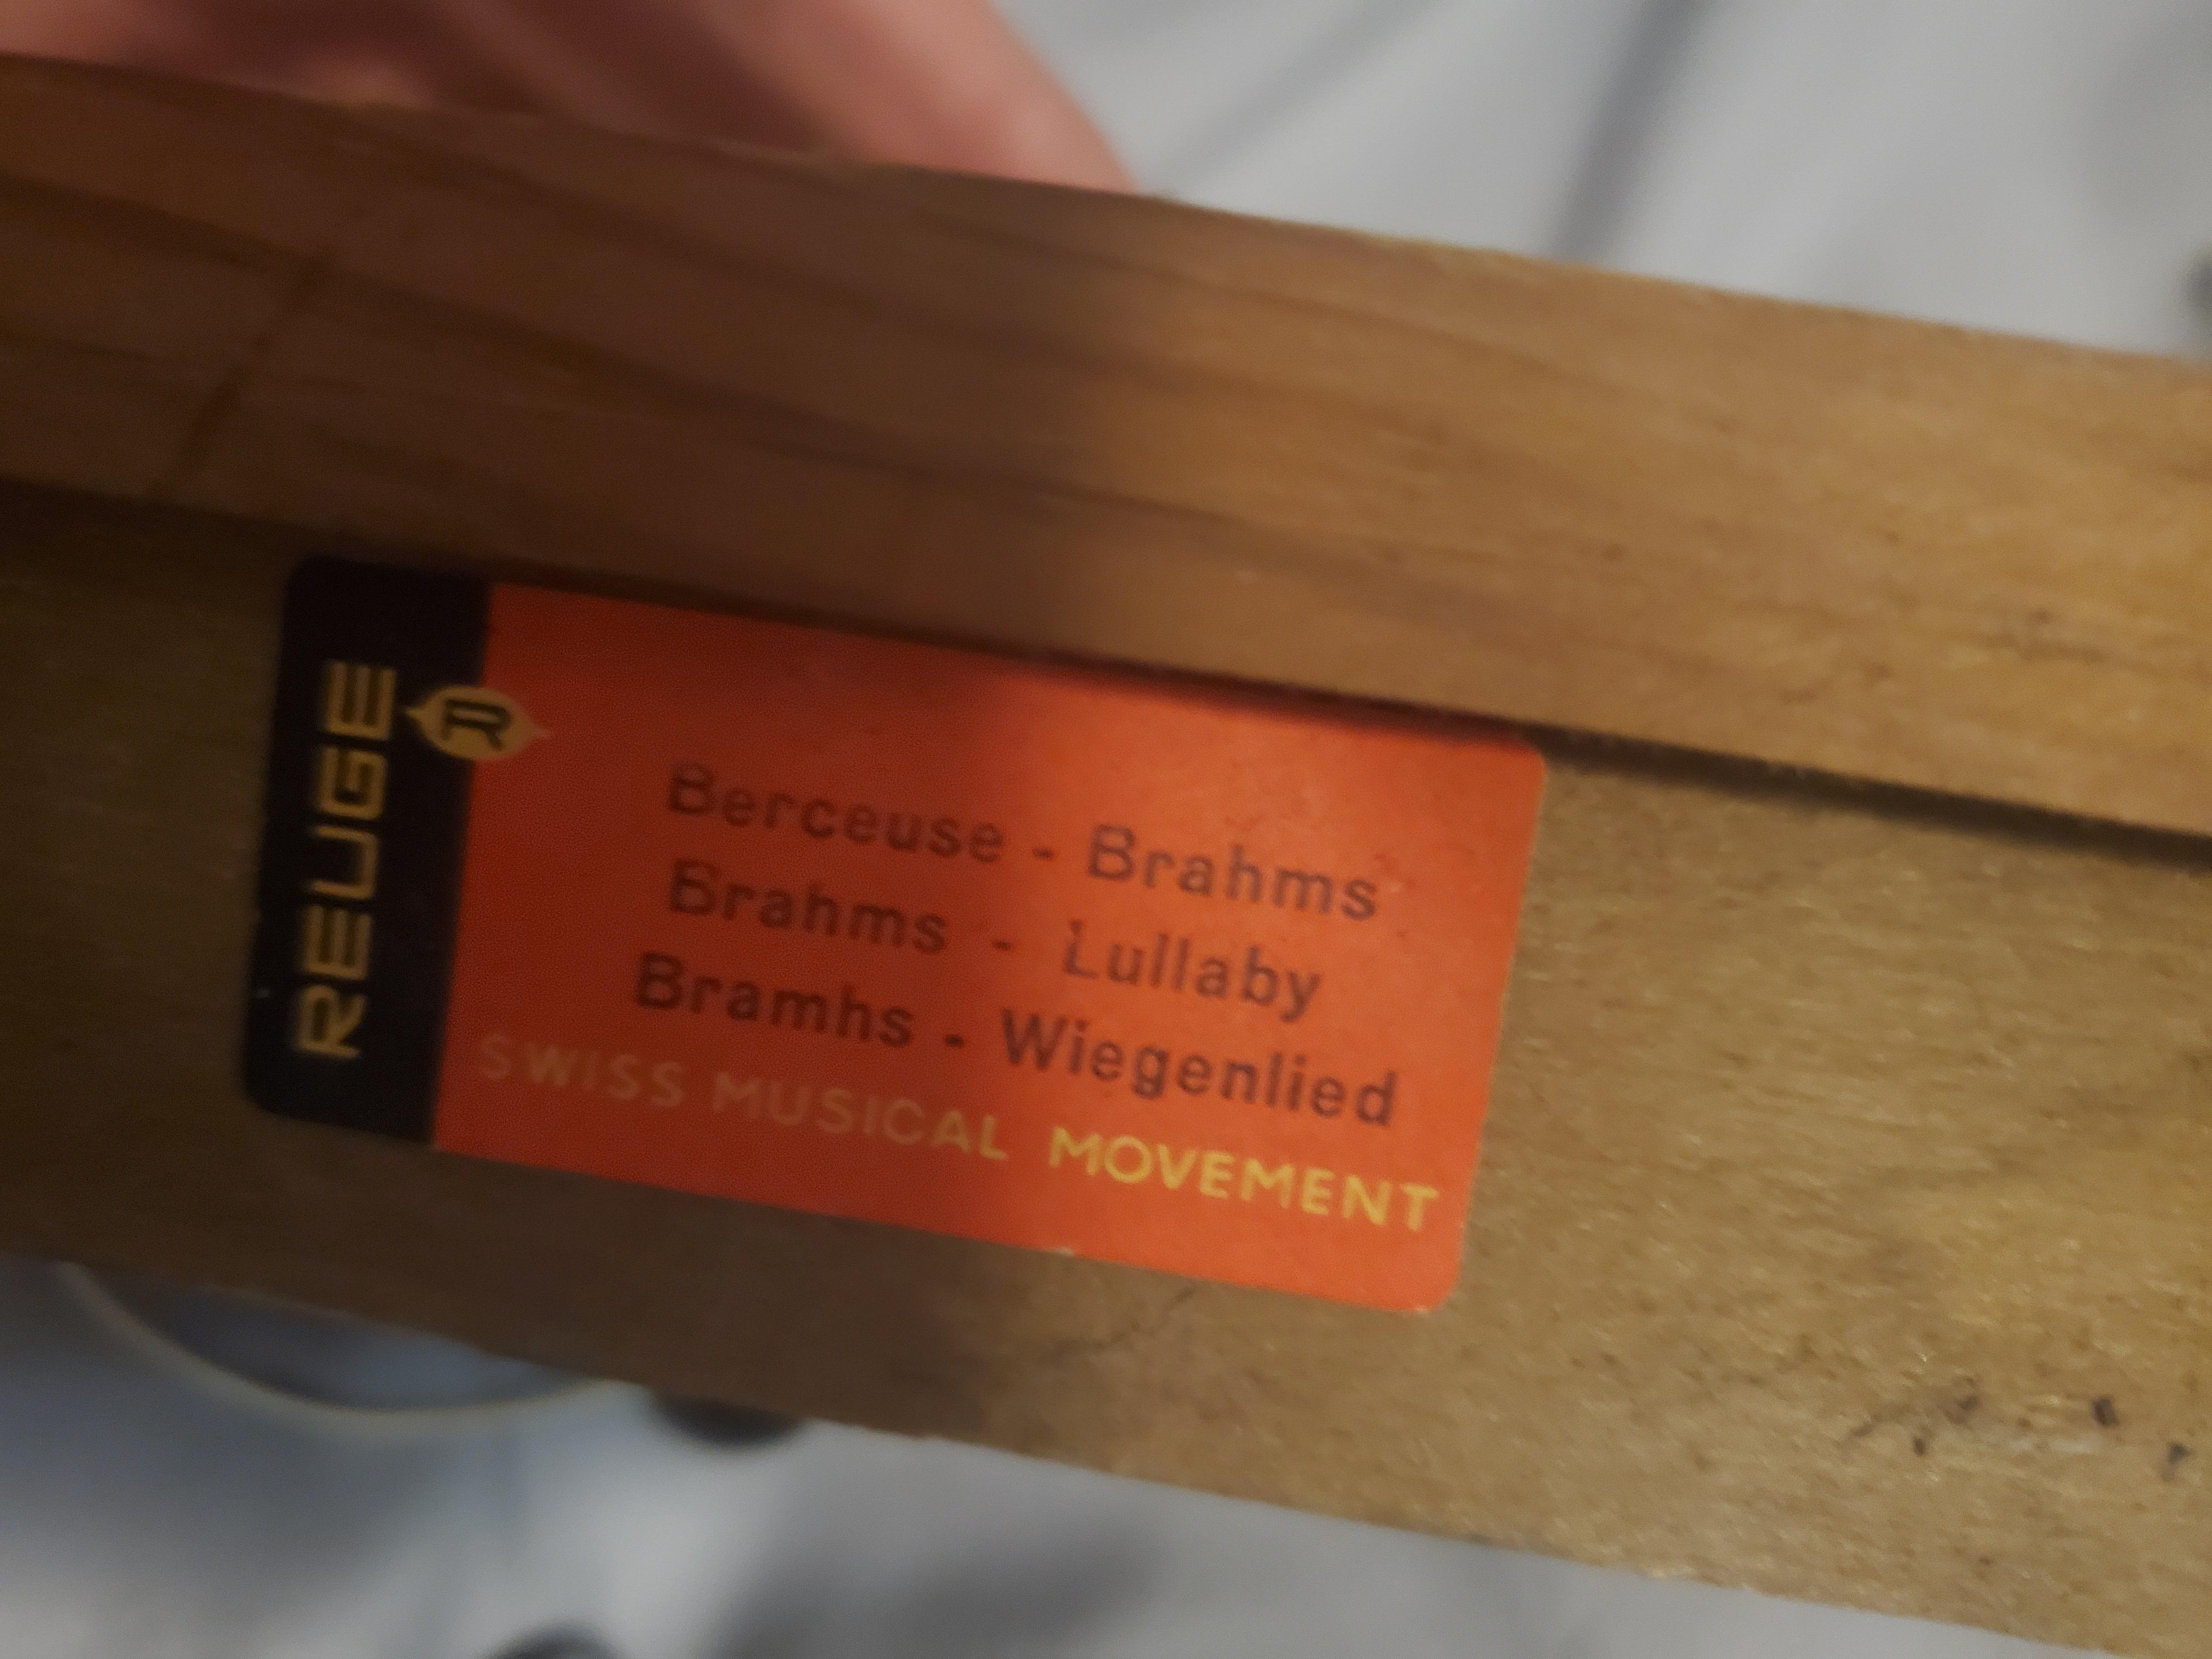 REUGE
R
Berceuse - Brahms
Brahms - Lullaby
Bramhs - Wiegenlied
SWISS MUSICAL MOVEMENT